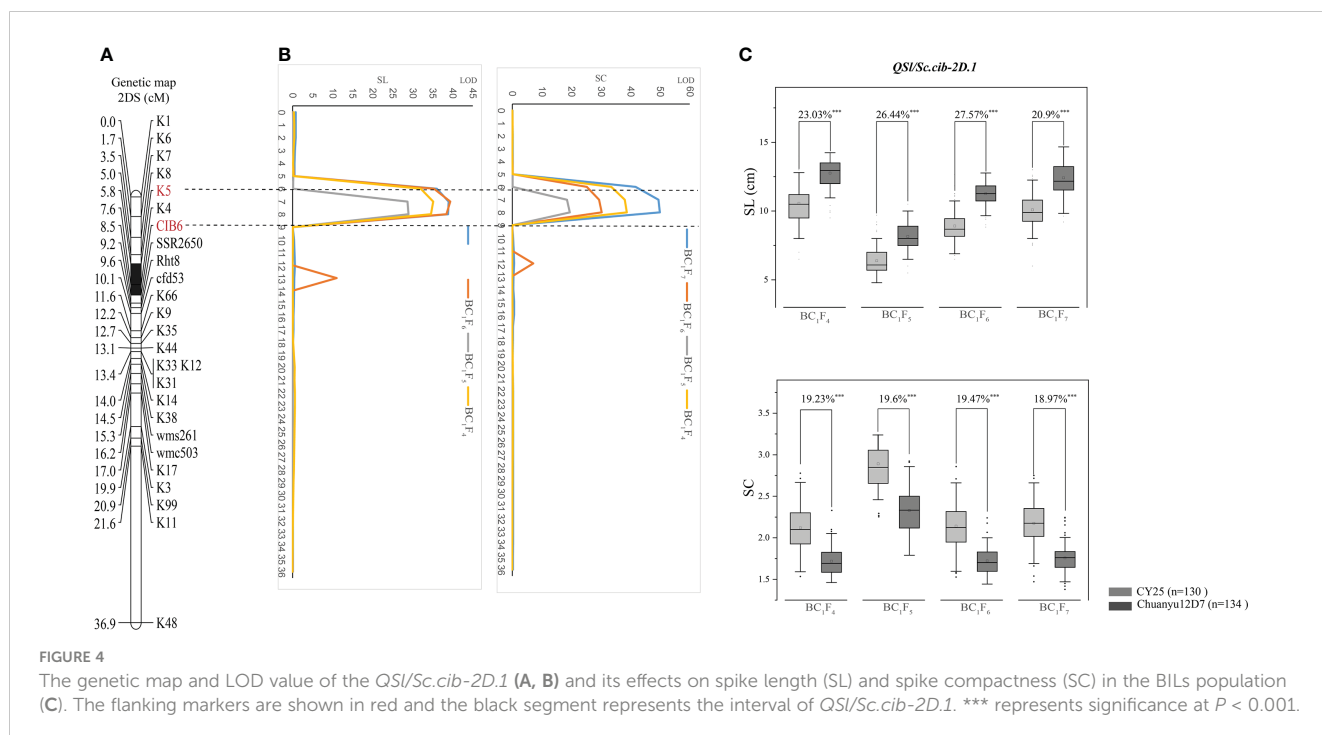 A
Genetic map
2DS (cM)
0.0 K1
1.7 K6
3.5 K7
5.0 K8
5.8 K5
7.6 K4
8.5 CIB6
9.2 SSR2650
9.6 Rht8
10.1 cfd53
11.6 K66
12.2 K9
12.7 K35
13.1 K44
13.4 K33 K12
K31
14.0 K14
14.5 K38
15.3 wms261
16.2 wmc503
17.0 K17
19.9 K3
20.9 K99
21.6 K11
36.9 K48
B
SL LOD
0 5 10 15 20 25 30 35 40 45
0 1 2 3 4 5 6 7 8 9 10 11 12 13 14 15 16 17 18 19 20 21 22 23 24 25 26 27 28 29 30 31 32 33 34 35 36
BC₁F₆ BC₁F₅ BC₁F₄
SC LOD
0 10 20 30 40 50 60
0 1 2 3 4 5 6 7 8 9 10 11 12 13 14 15 16 17 18 19 20 21 22 23 24 25 26 27 28 29 30 31 32 33 34 35 36
BC₁F₇ BC₁F₆ BC₁F₅ BC₁F₄
C
QSl/Sc.cib-2D.1
SL (cm)
15
10
5
23.03%*** 26.44%*** 27.57%*** 20.9%***
BC₁F₄ BC₁F₅ BC₁F₆ BC₁F₇
SC
3.5
3.0
2.5
2.0
1.5
19.23%*** 19.6%*** 19.47%*** 18.97%***
BC₁F₄ BC₁F₅ BC₁F₆ BC₁F₇
CY25 (n=130 )
Chuanyu12D7 (n=134 )
FIGURE 4
The genetic map and LOD value of the QSl/Sc.cib-2D.1 (A, B) and its effects on spike length (SL) and spike compactness (SC) in the BILs population
(C). The flanking markers are shown in red and the black segment represents the interval of QSl/Sc.cib-2D.1. *** represents significance at P < 0.001.